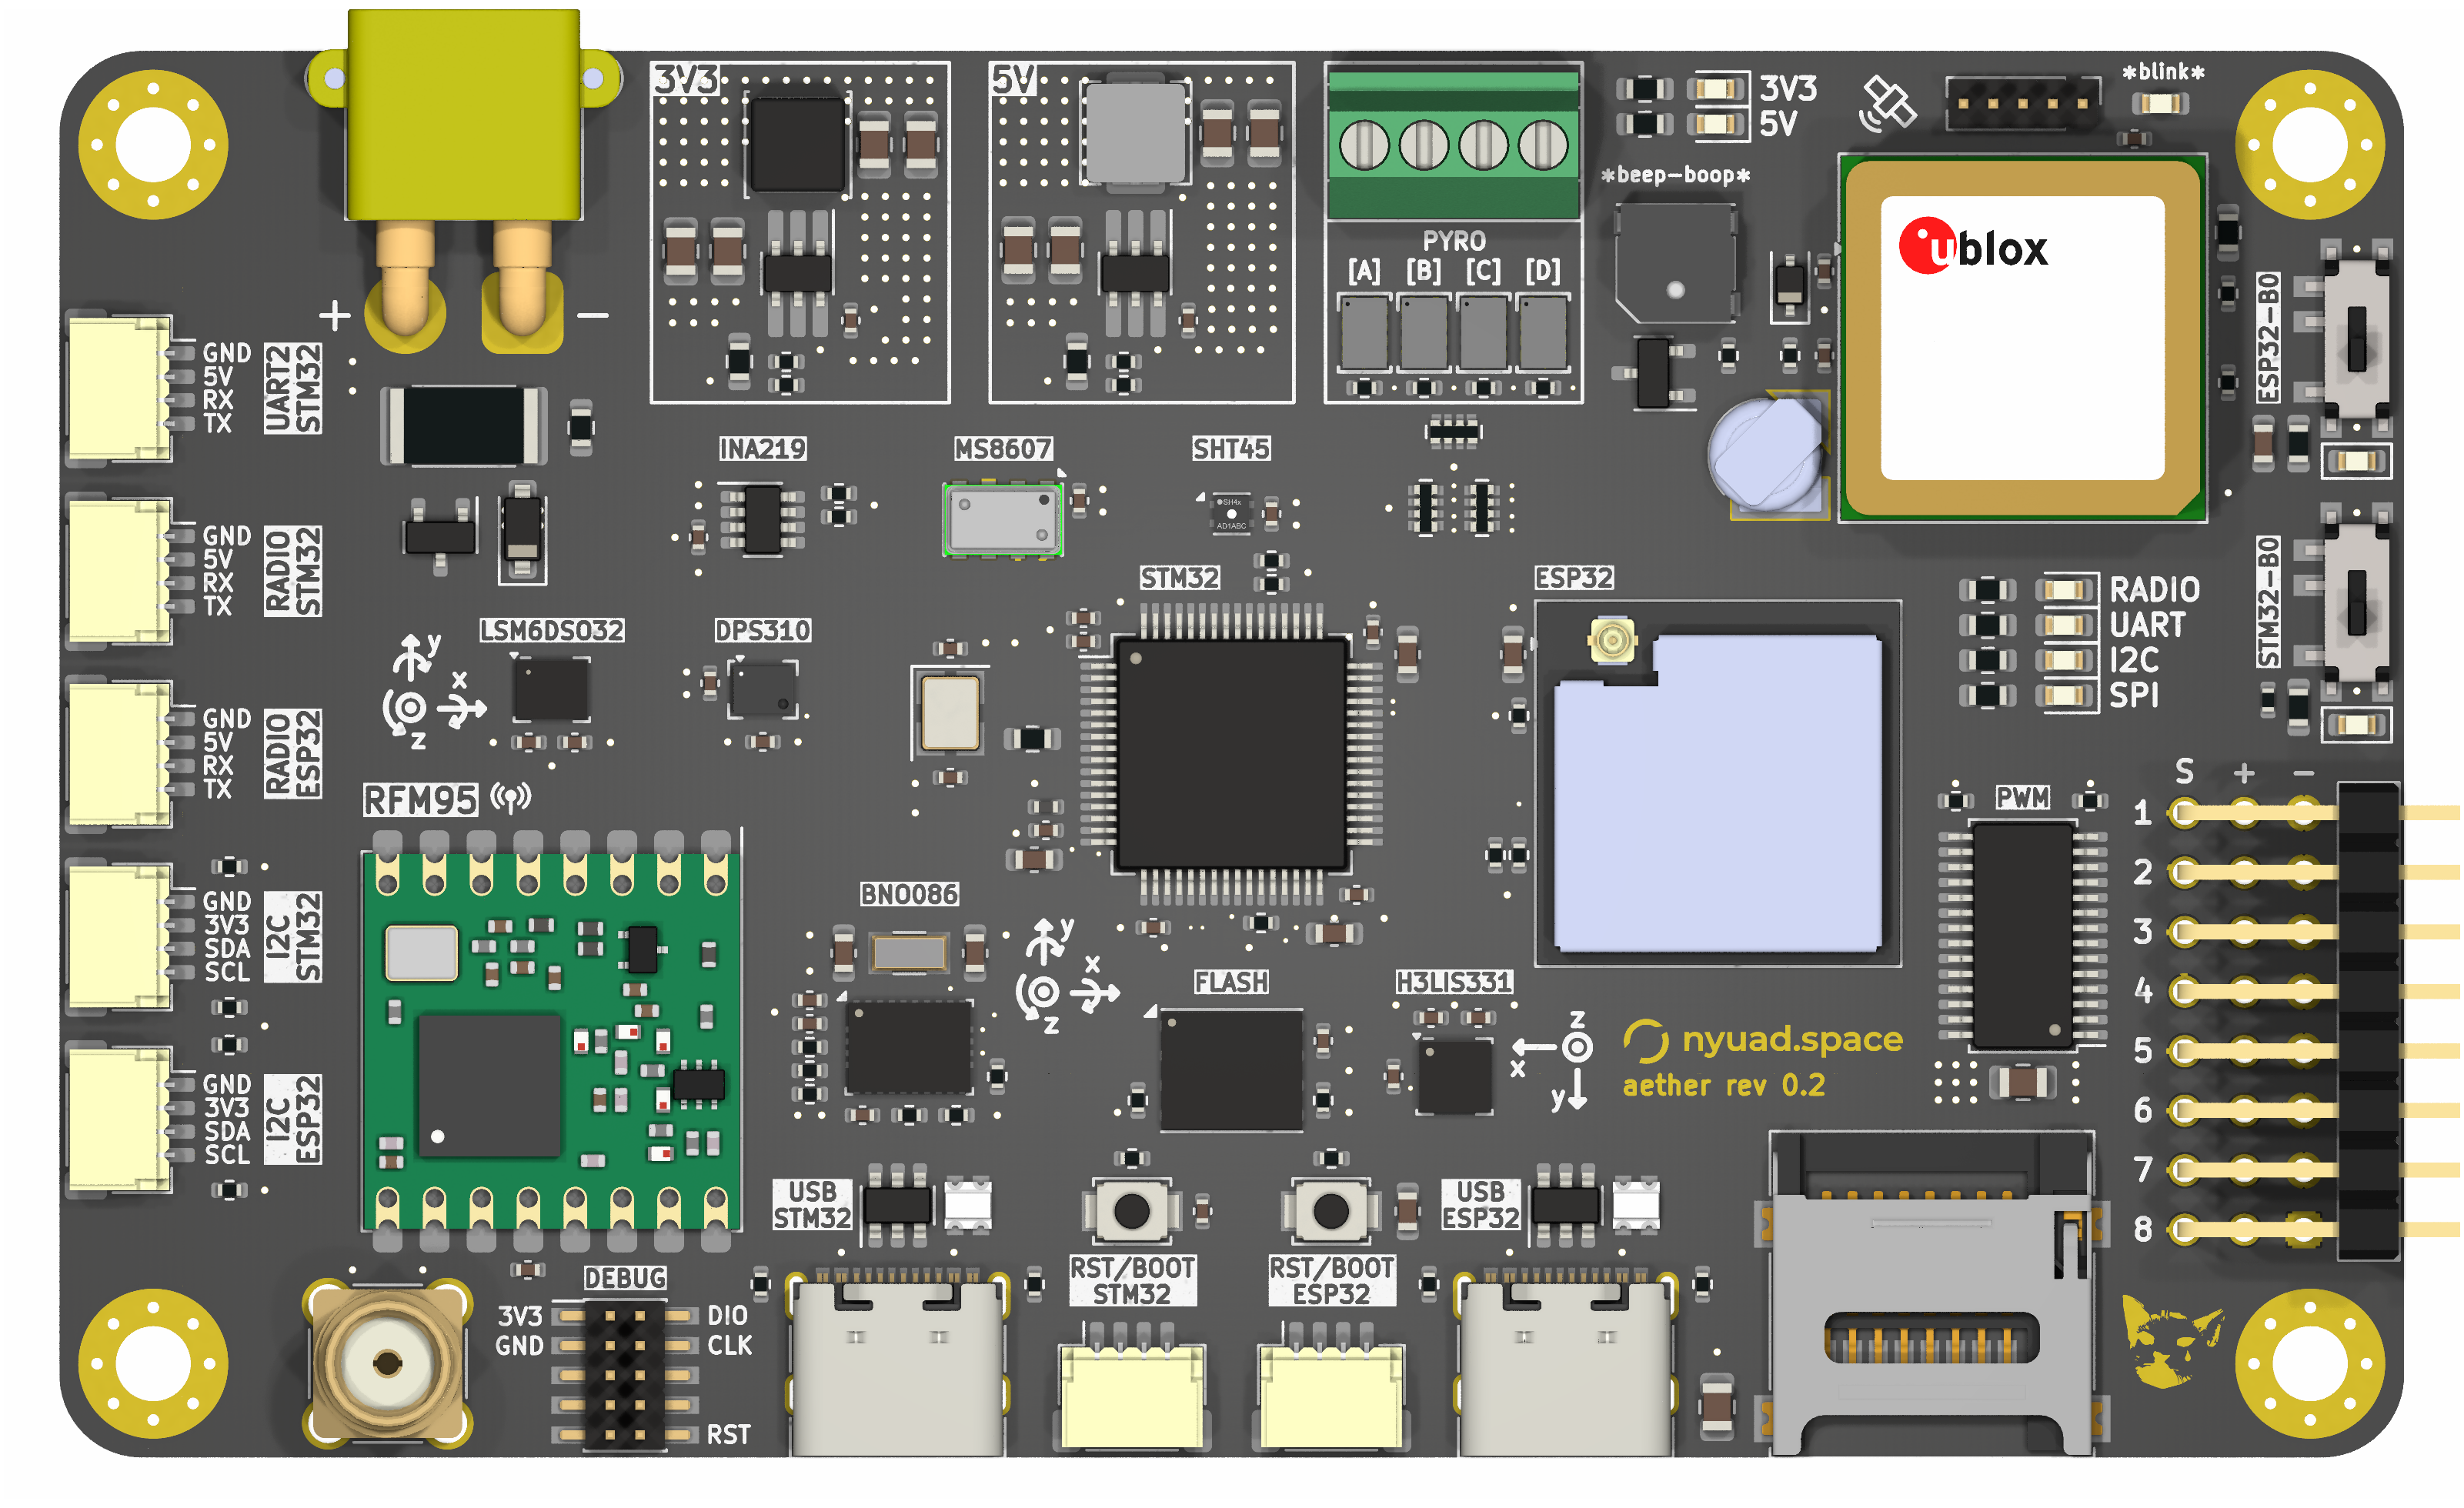 3V3
5V
3V3
5V
*blink*
*beep-boop*
PYRO
[A] [B] [C] [D]
ublox
+ −
GND
5V
RX
TX
UART2
STM32
ESP32-B0
INA219
MS8607
SHT45
SH4x
AD1ABC
GND
5V
RX
TX
RADIO
STM32
STM32-B0
STM32
ESP32
RADIO
UART
I2C
SPI
LSM6DSO32
DPS310
y
x
z
GND
5V
RX
TX
RADIO
ESP32
RFM95
PWM
S + −
1
2
3
4
5
6
7
8
GND
3V3
SDA
SCL
I2C
STM32
BNO086
y
x
z
FLASH
H3LIS331
z
x
y
nyuad.space
aether rev 0.2
GND
3V3
SDA
SCL
I2C
ESP32
USB
STM32
USB
ESP32
RST/BOOT
STM32
RST/BOOT
ESP32
DEBUG
3V3 DIO
GND CLK
RST